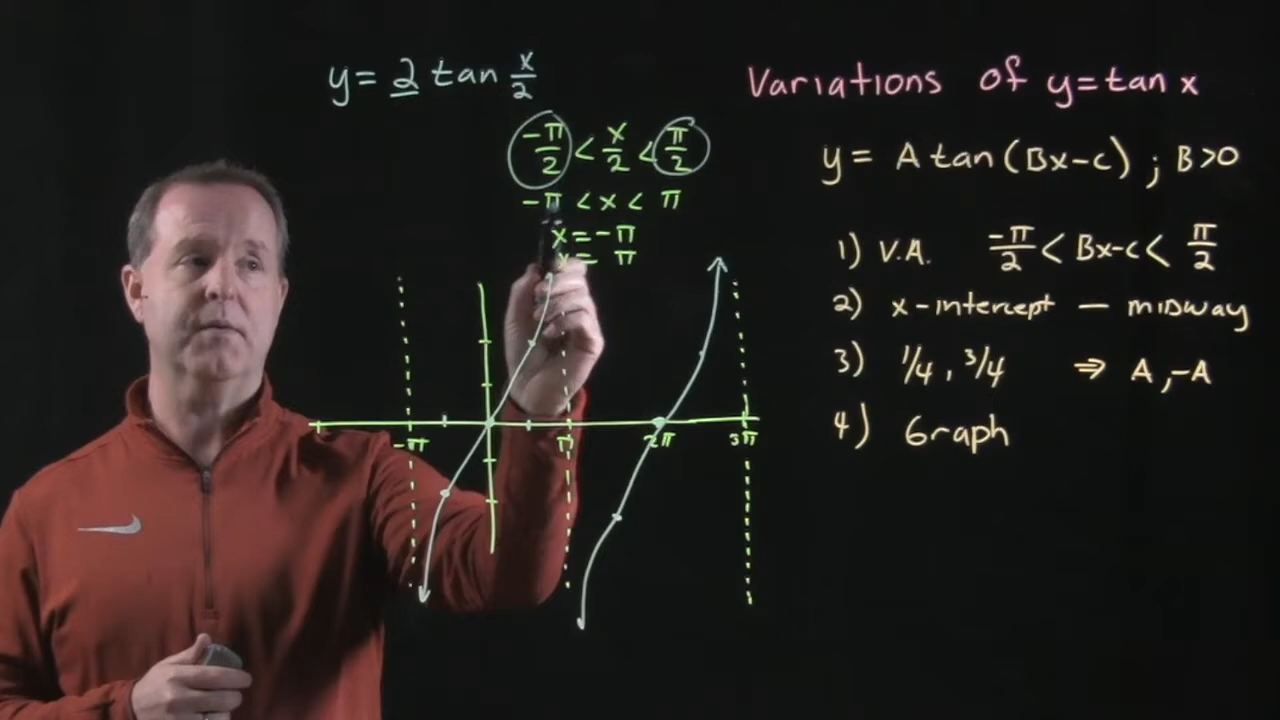 y = 2 tan x/2
-π/2 < x/2 < π/2
-π < x < π
x = -π
x = π
-π π 2π 3π
Variations of y=tan x
y = A tan (Bx-c) ; B>0
1) V.A. -π/2 < Bx-c < π/2
2) x-intercept — miDway
3) 1/4, 3/4 ⇒ A, -A
4) Graph